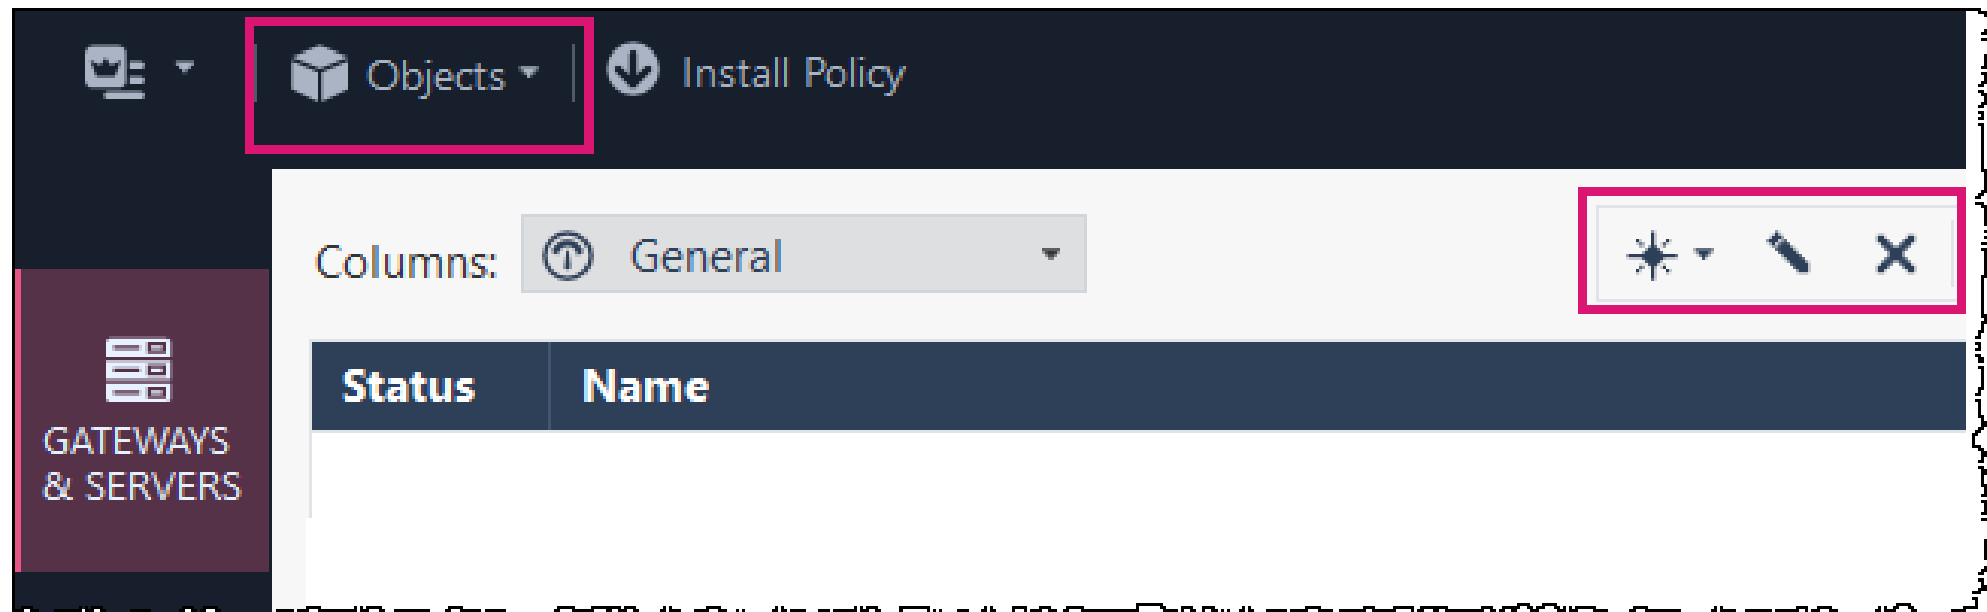 Objects
Install Policy
Columns:
General
Status
Name
GATEWAYS
& SERVERS